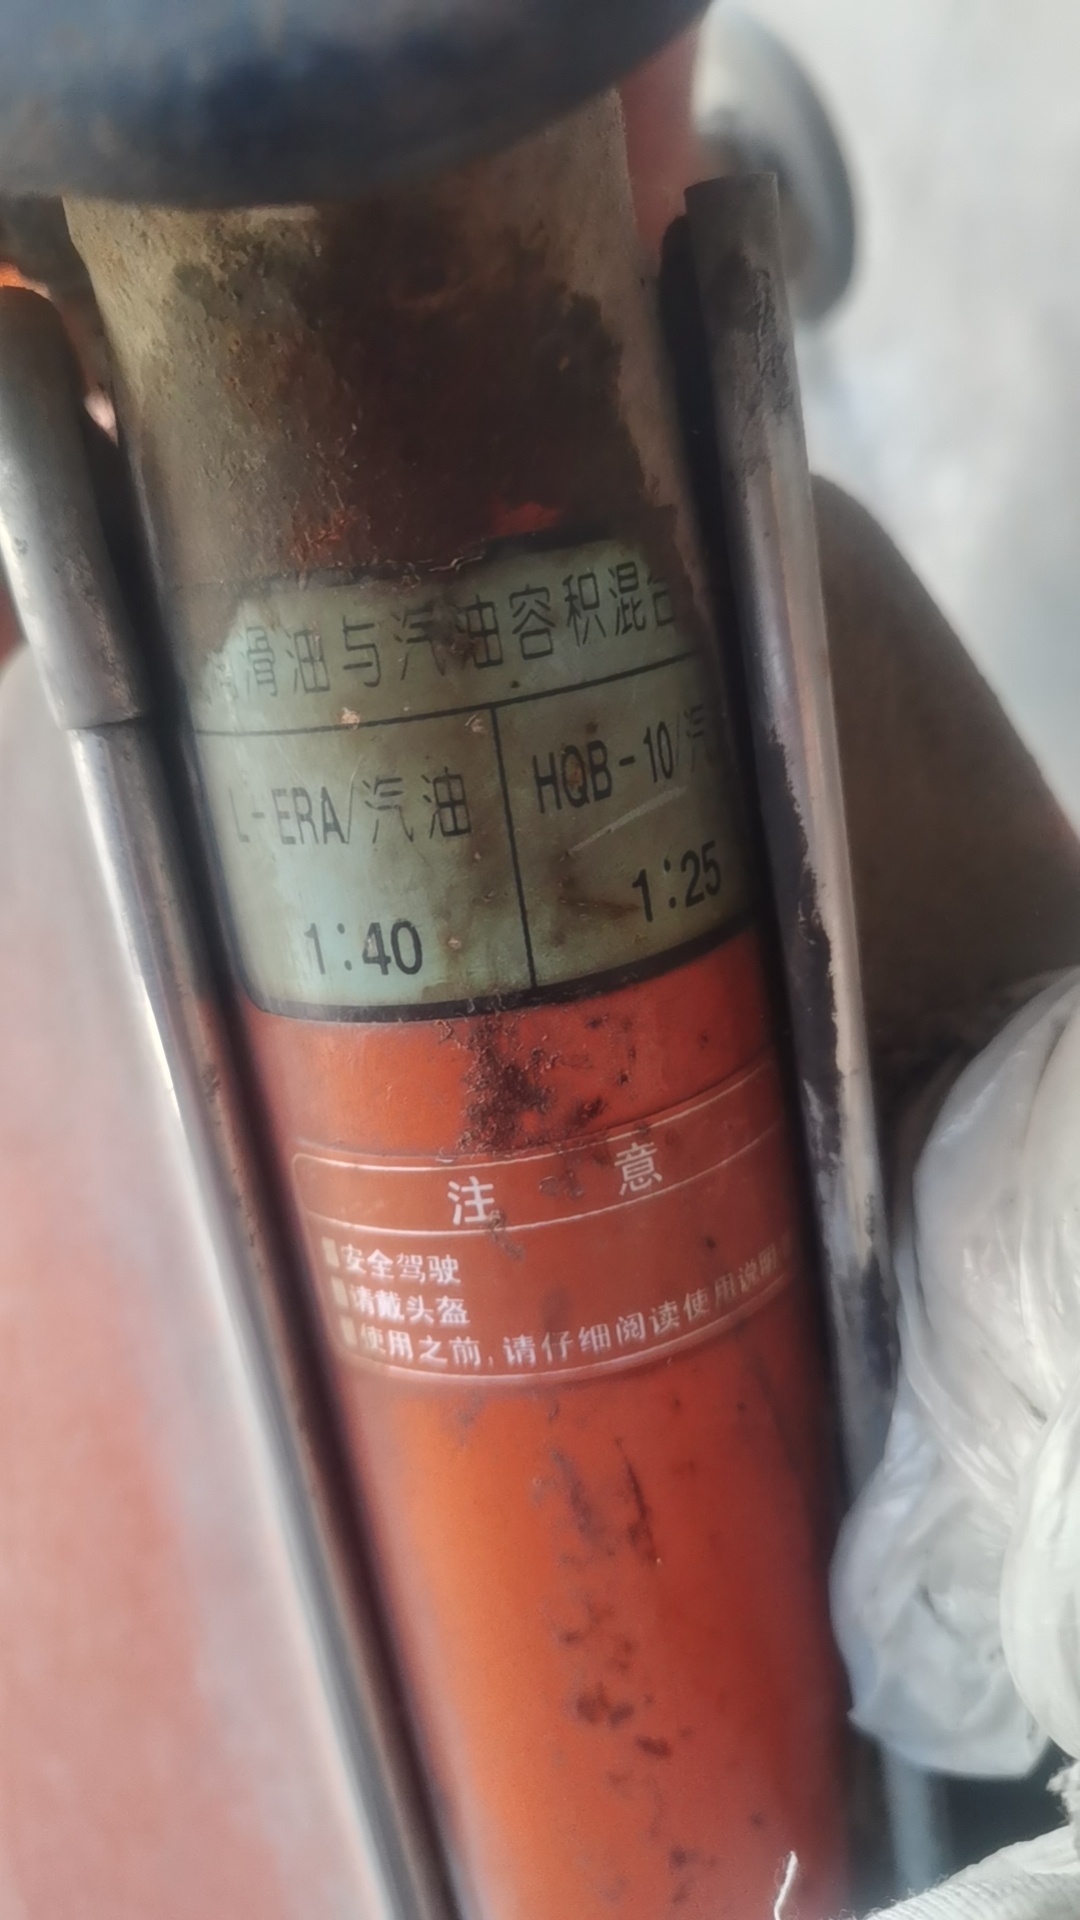 滑油与汽油容积混合
L-ERA/汽油
HQB-10/汽
1:40
1:25
注 意
■安全驾驶
■请戴头盔
■使用之前,请仔细阅读使用说明